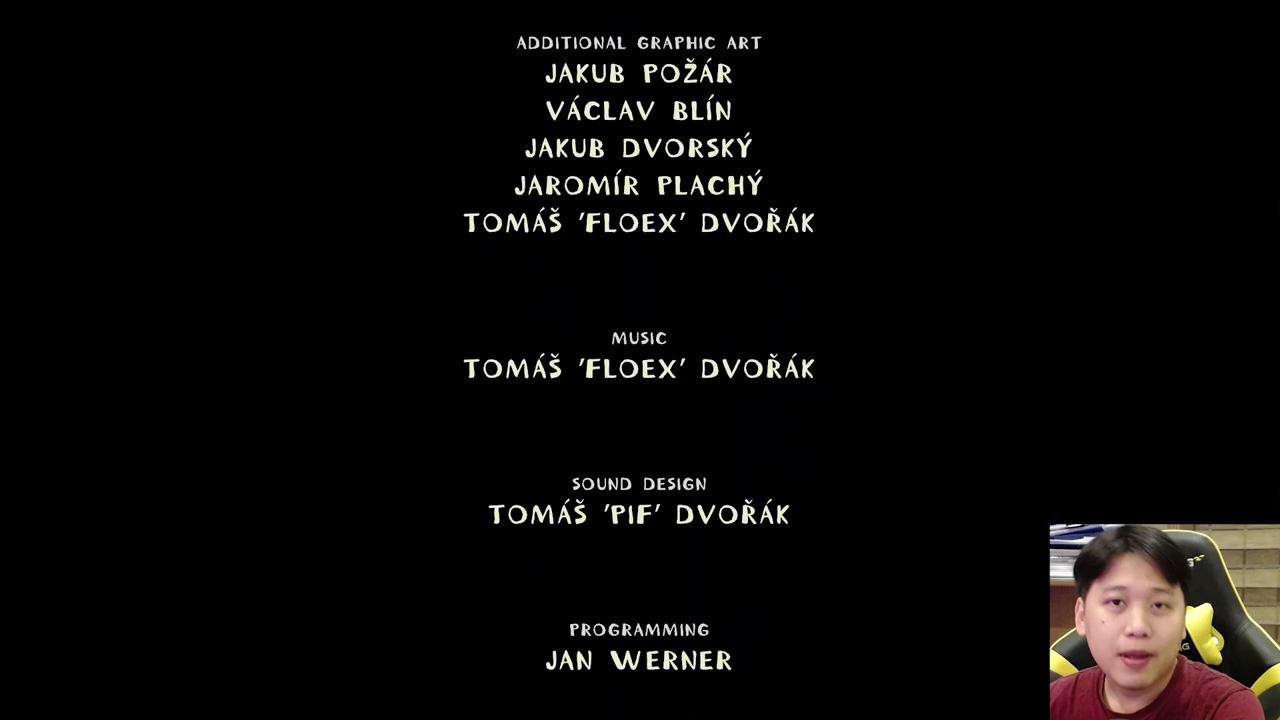 ADDITIONAL GRAPHIC ART
JAKUB POŽÁR
VÁCLAV BLÍN
JAKUB DVORSKÝ
JAROMÍR PLACHÝ
TOMÁŠ 'FLOEX' DVOŘÁK
MUSIC
TOMÁŠ 'FLOEX' DVOŘÁK
SOUND DESIGN
TOMÁŠ 'PIF' DVOŘÁK
PROGRAMMING
JAN WERNER